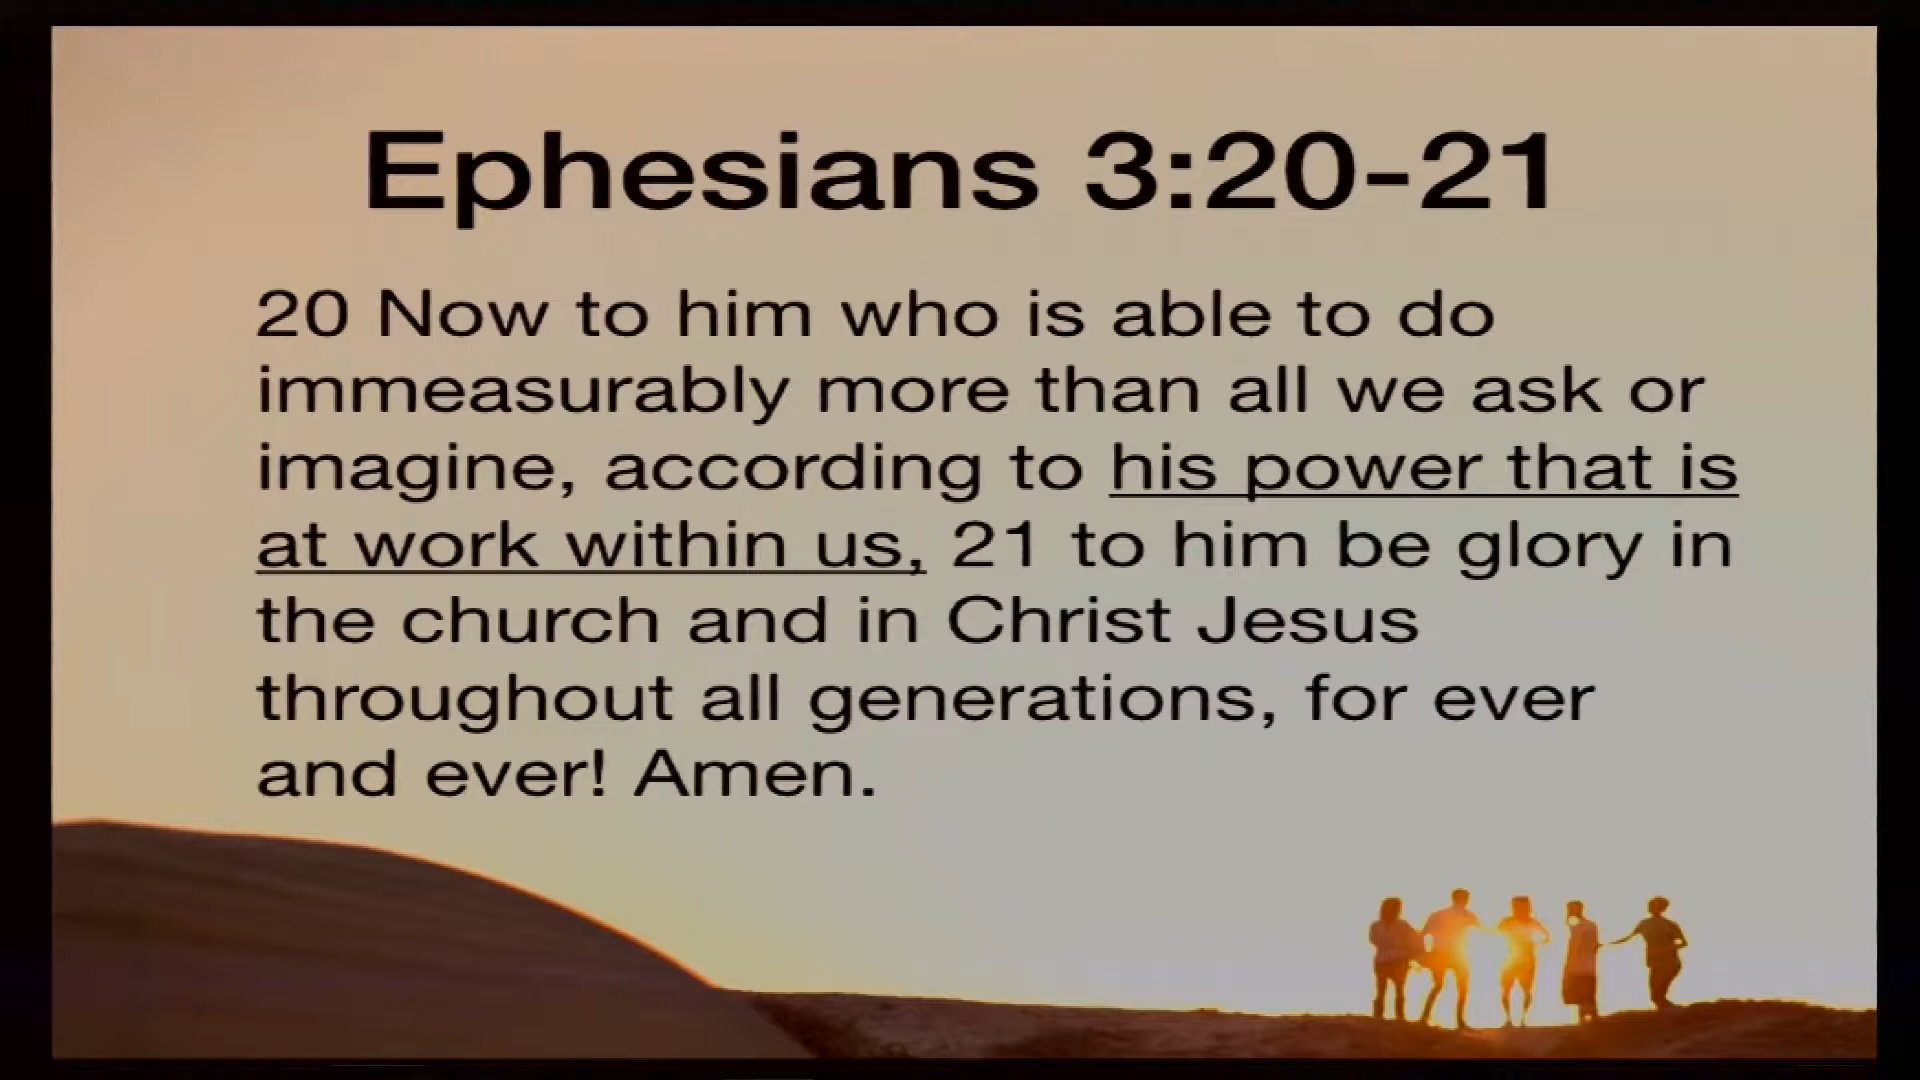 Ephesians 3:20-21
20 Now to him who is able to do
immeasurably more than all we ask or
imagine, according to his power that is
at work within us, 21 to him be glory in
the church and in Christ Jesus
throughout all generations, for ever
and ever! Amen.